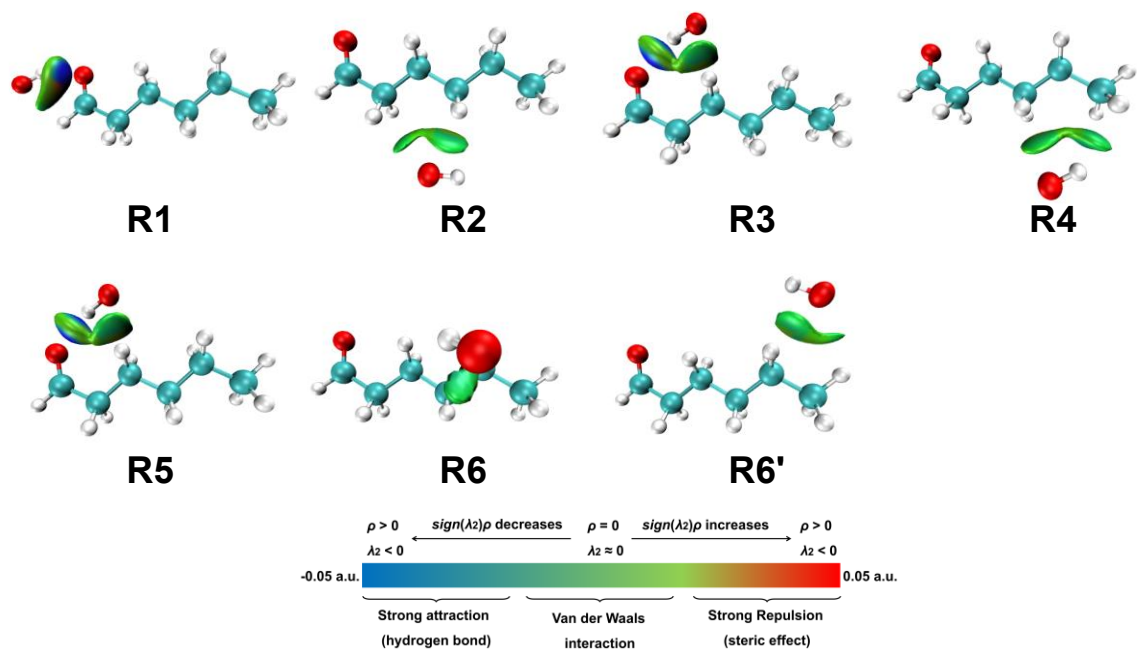 R1
R2
R3
R4
R5
R6
R6'
ρ > 0 sign(λ2)ρ decreases ρ = 0 sign(λ2)ρ increases ρ > 0
λ2 < 0 λ2 ≈ 0 λ2 < 0
-0.05 a.u. 0.05 a.u.
Strong attraction Van der Waals Strong Repulsion
(hydrogen bond) interaction (steric effect)